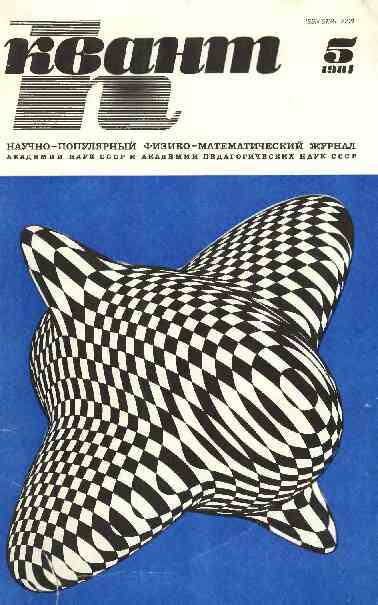 квант
5
1981
НАУЧНО-ПОПУЛЯРНЫЙ ФИЗИКО-МАТЕМАТИЧЕСКИЙ ЖУРНАЛ
АКАДЕМИИ НАУК СССР И АКАДЕМИИ ПЕДАГОГИЧЕСКИХ НАУК СССР